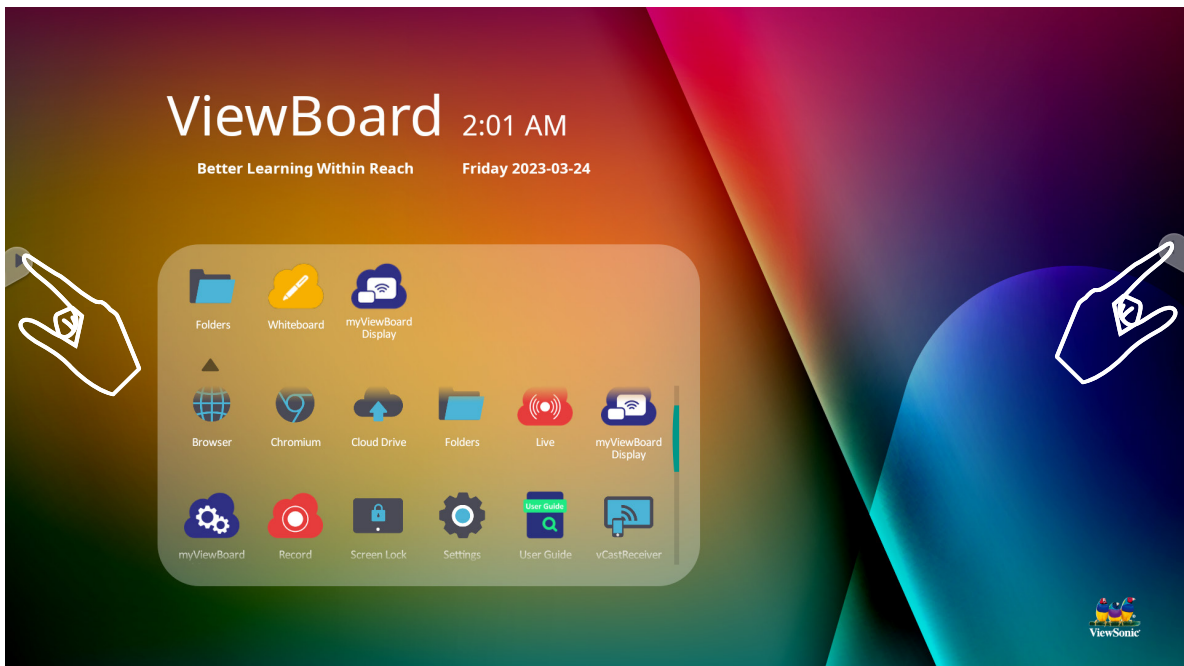 ViewBoard 2:01 AM
Better Learning Within Reach Friday 2023-03-24
Folders Whiteboard myViewBoard
Display
Browser Chromium Cloud Drive Folders Live myViewBoard
Display
User Guide
myViewBoard Record Screen Lock Settings User Guide vCastReceiver
ViewSonic